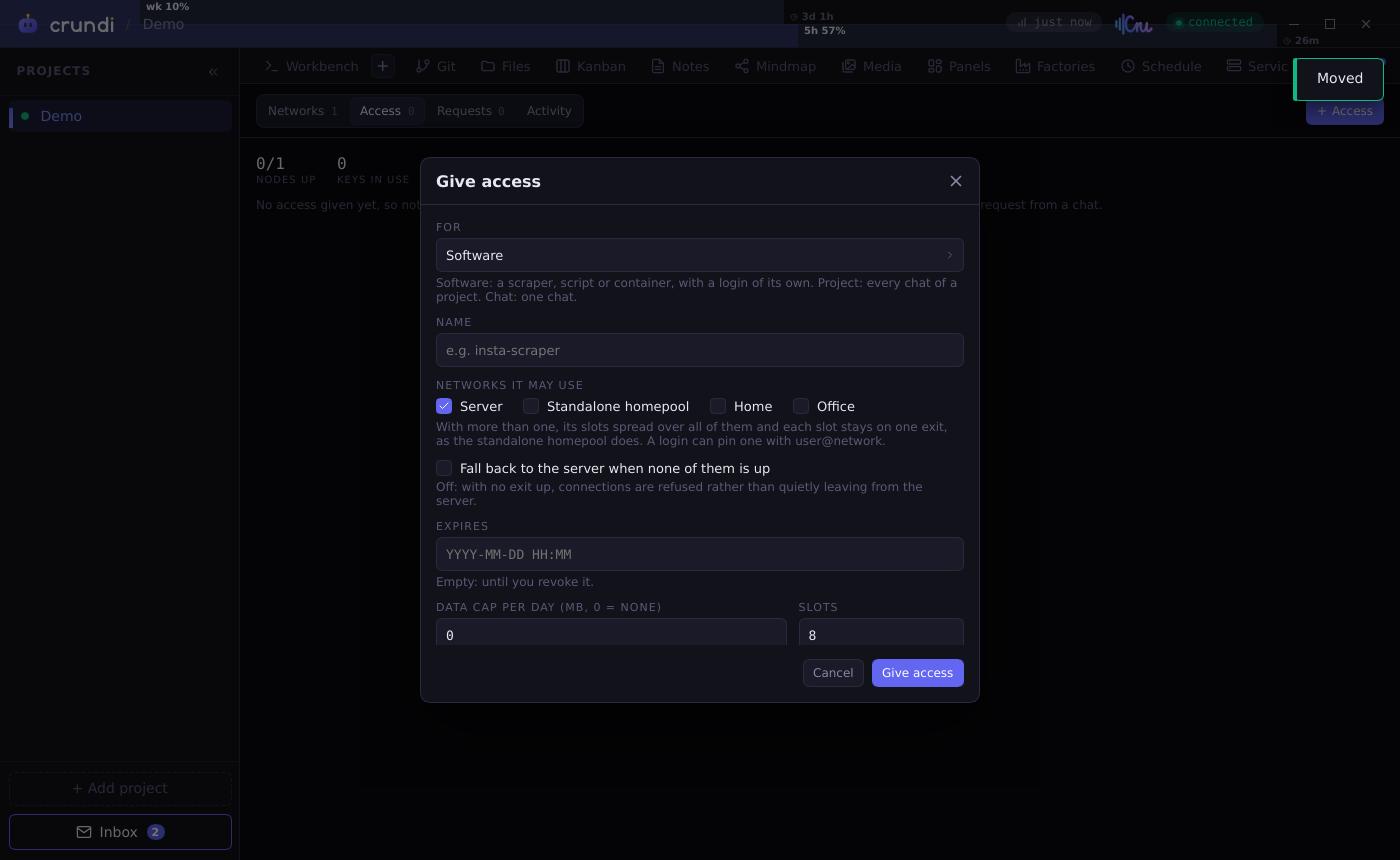 wk 10%
crundi / Demo
3d 1h
5h 57%
just now
Cru
connected
26m
PROJECTS «
Workbench + Git Files Kanban Notes Mindmap Media Panels Factories Schedule Servic
Moved
Demo
Networks 1 Access 0 Requests 0 Activity
+ Access
0/1 0
NODES UP KEYS IN USE
No access given yet, so not
request from a chat.
Give access
FOR
Software
Software: a scraper, script or container, with a login of its own. Project: every chat of a
project. Chat: one chat.
NAME
e.g. insta-scraper
NETWORKS IT MAY USE
Server Standalone homepool Home Office
With more than one, its slots spread over all of them and each slot stays on one exit,
as the standalone homepool does. A login can pin one with user@network.
Fall back to the server when none of them is up
Off: with no exit up, connections are refused rather than quietly leaving from the
server.
EXPIRES
YYYY-MM-DD HH:MM
Empty: until you revoke it.
DATA CAP PER DAY (MB, 0 = NONE) SLOTS
0 8
Cancel Give access
+ Add project
Inbox 2